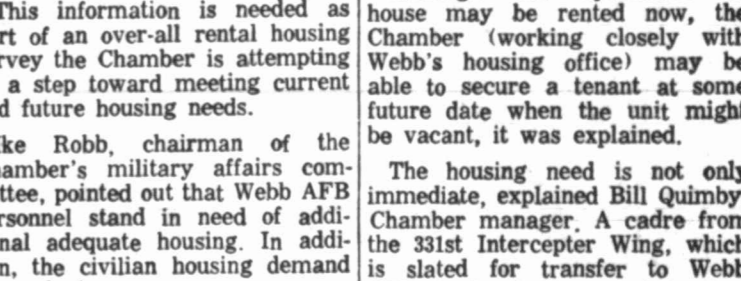 This information is needed as
rt of an over-all rental housing
rvey the Chamber is attempting
a step toward meeting current
d future housing needs.
ke Robb, chairman of the
amber's military affairs com-
ttee, pointed out that Webb AFB
rsonnel stand in need of addi-
nal adequate housing. In addi-
n, the civilian housing demand
house may be rented now, the
Chamber (working closely with
Webb's housing office) may be
able to secure a tenant at some
future date when the unit might
be vacant, it was explained.
The housing need is not only
immediate, explained Bill Quimby
Chamber manager. A cadre from
the 331st Intercepter Wing, which
is slated for transfer to Webb